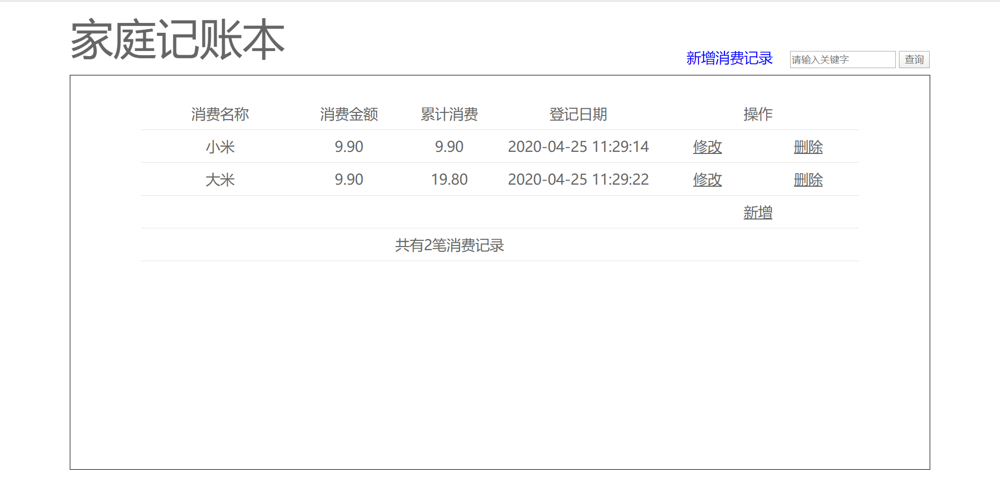 家庭记账本
新增消费记录 请输入关键字 查询
消费名称 消费金额 累计消费 登记日期 操作
小米 9.90 9.90 2020-04-25 11:29:14 修改 删除
大米 9.90 19.80 2020-04-25 11:29:22 修改 删除
新增
共有2笔消费记录